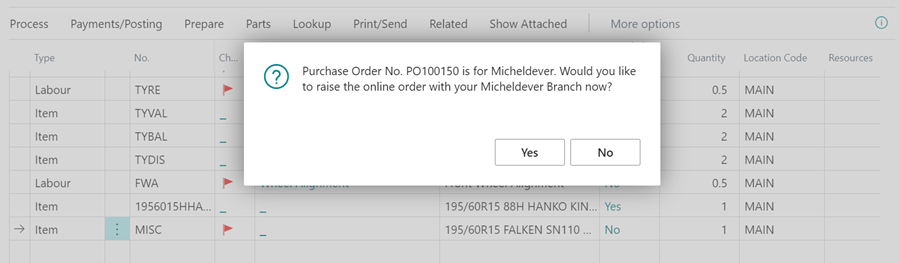 Process Payments/Posting Prepare Parts Lookup Print/Send Related Show Attached More options
Type No. Ch... Quantity Location Code Resources
Purchase Order No. PO100150 is for Micheldever. Would you like
to raise the online order with your Micheldever Branch now?
Yes No
Labour TYRE 0.5 MAIN
Item TYVAL _ 2 MAIN
Item TYBAL _ 2 MAIN
Item TYDIS _ 2 MAIN
Labour FWA Wheel Alignment Front Wheel Alignment No 0.5 MAIN
Item 1956015HHA... _ _ 195/60R15 88H HANKO KIN... Yes 1 MAIN
Item MISC _ 195/60R15 FALKEN SN110 ... No 1 MAIN